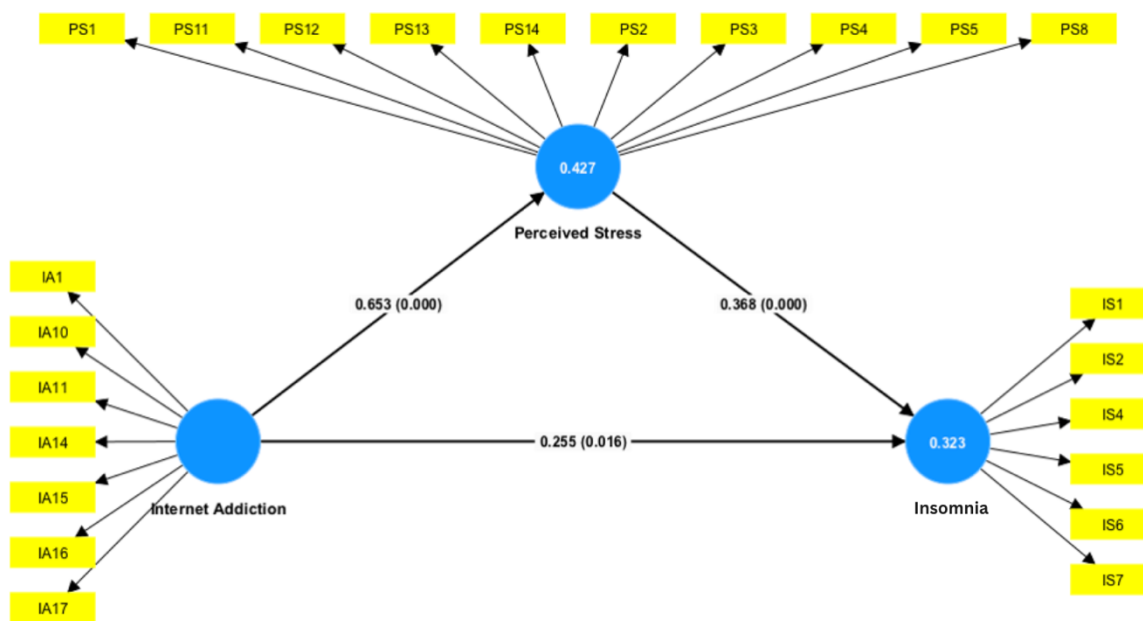 PS1
PS11
PS12
PS13
PS14
PS2
PS3
PS4
PS5
PS8
0.427
Perceived Stress
IA1
IA10
IA11
IA14
IA15
IA16
IA17
0.653 (0.000)
0.368 (0.000)
0.255 (0.016)
Internet Addiction
0.323
Insomnia
IS1
IS2
IS4
IS5
IS6
IS7